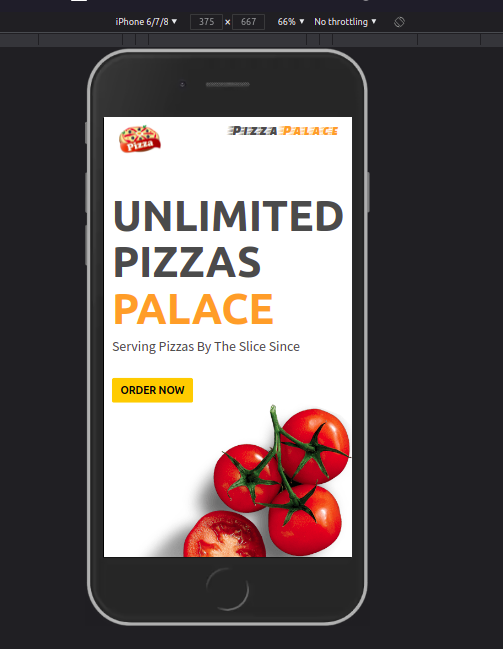 iPhone 6/7/8 ▼ 375 × 667 66% ▼ No throttling ▼
Pizza
PIZZA PALACE
UNLIMITED
PIZZAS
PALACE
Serving Pizzas By The Slice Since
ORDER NOW